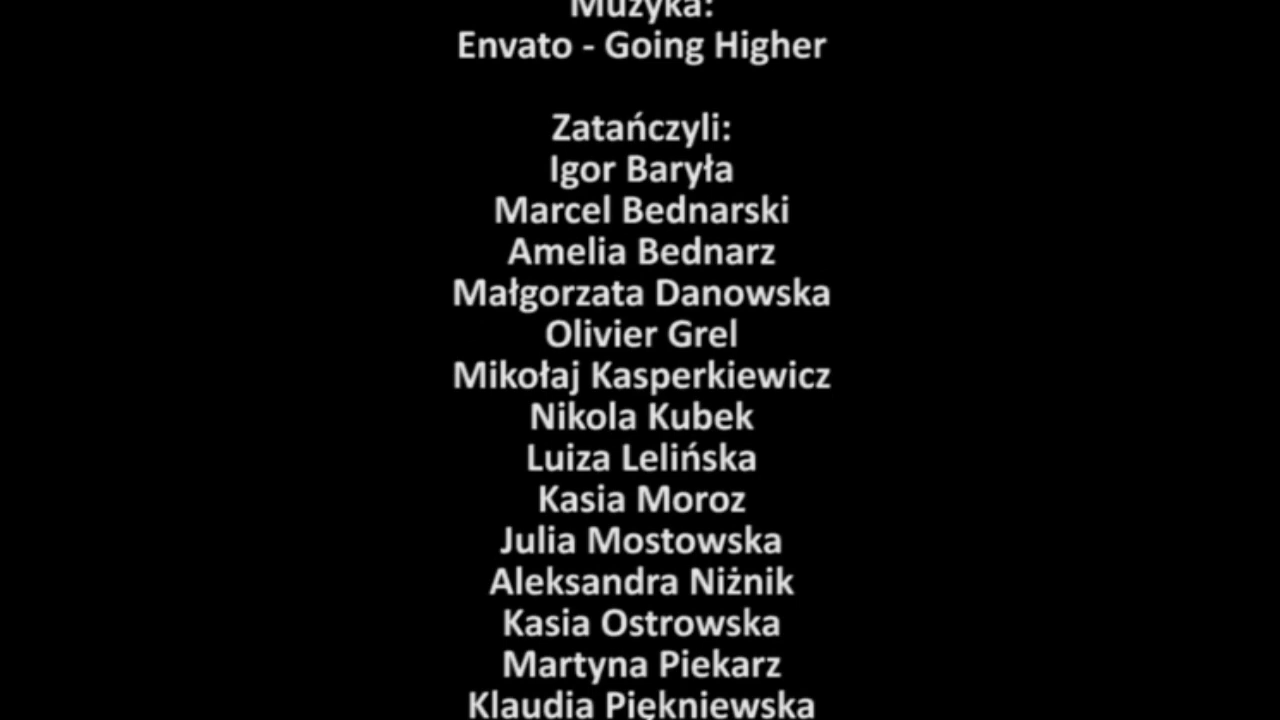 Muzyka:
Envato - Going Higher
Zatańczyli:
Igor Baryła
Marcel Bednarski
Amelia Bednarz
Małgorzata Danowska
Olivier Grel
Mikołaj Kasperkiewicz
Nikola Kubek
Luiza Lelińska
Kasia Moroz
Julia Mostowska
Aleksandra Niżnik
Kasia Ostrowska
Martyna Piekarz
Klaudia Piękniewska